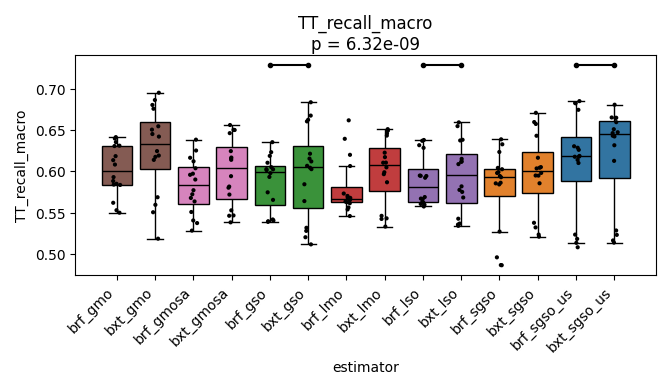 TT_recall_macro
p = 6.32e-09
TT_recall_macro
0.70
0.65
0.60
0.55
0.50
brf_gmo
bxt_gmo
brf_gmosa
bxt_gmosa
brf_gso
bxt_gso
brf_lmo
bxt_lmo
brf_lso
bxt_lso
brf_sgso
bxt_sgso
brf_sgso_us
bxt_sgso_us
estimator